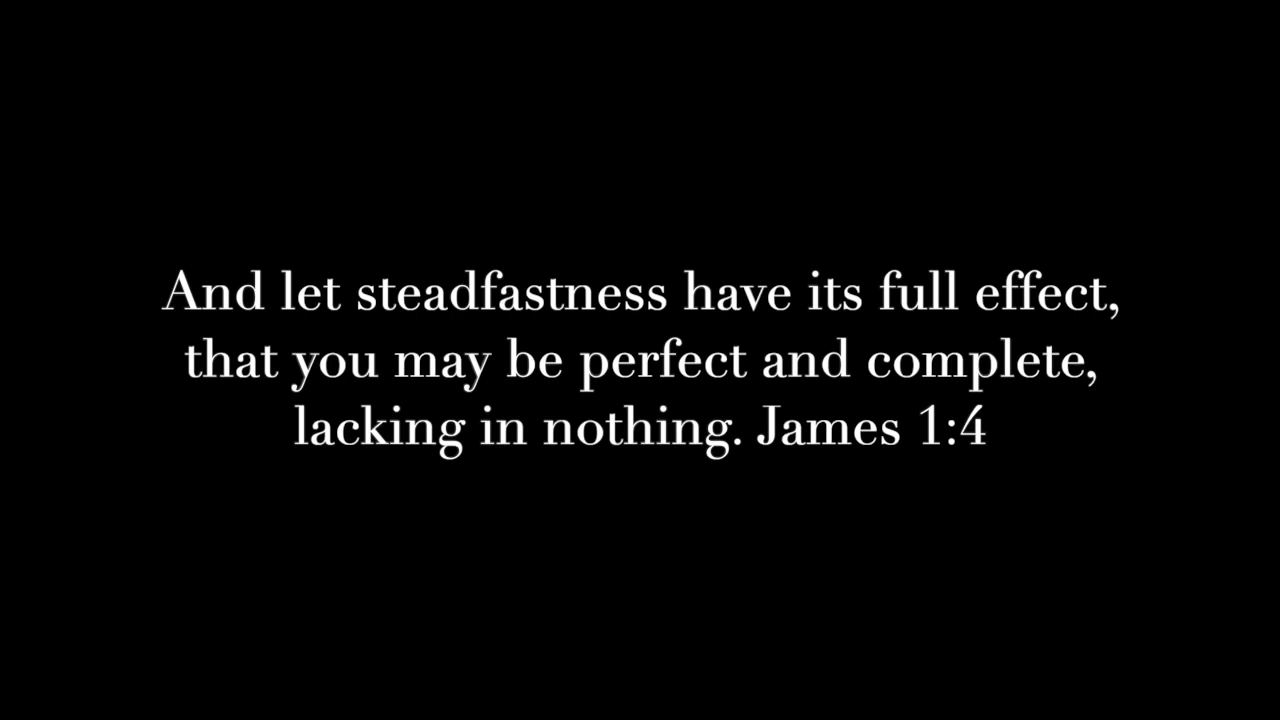 And let steadfastness have its full effect,
that you may be perfect and complete,
lacking in nothing. James 1:4